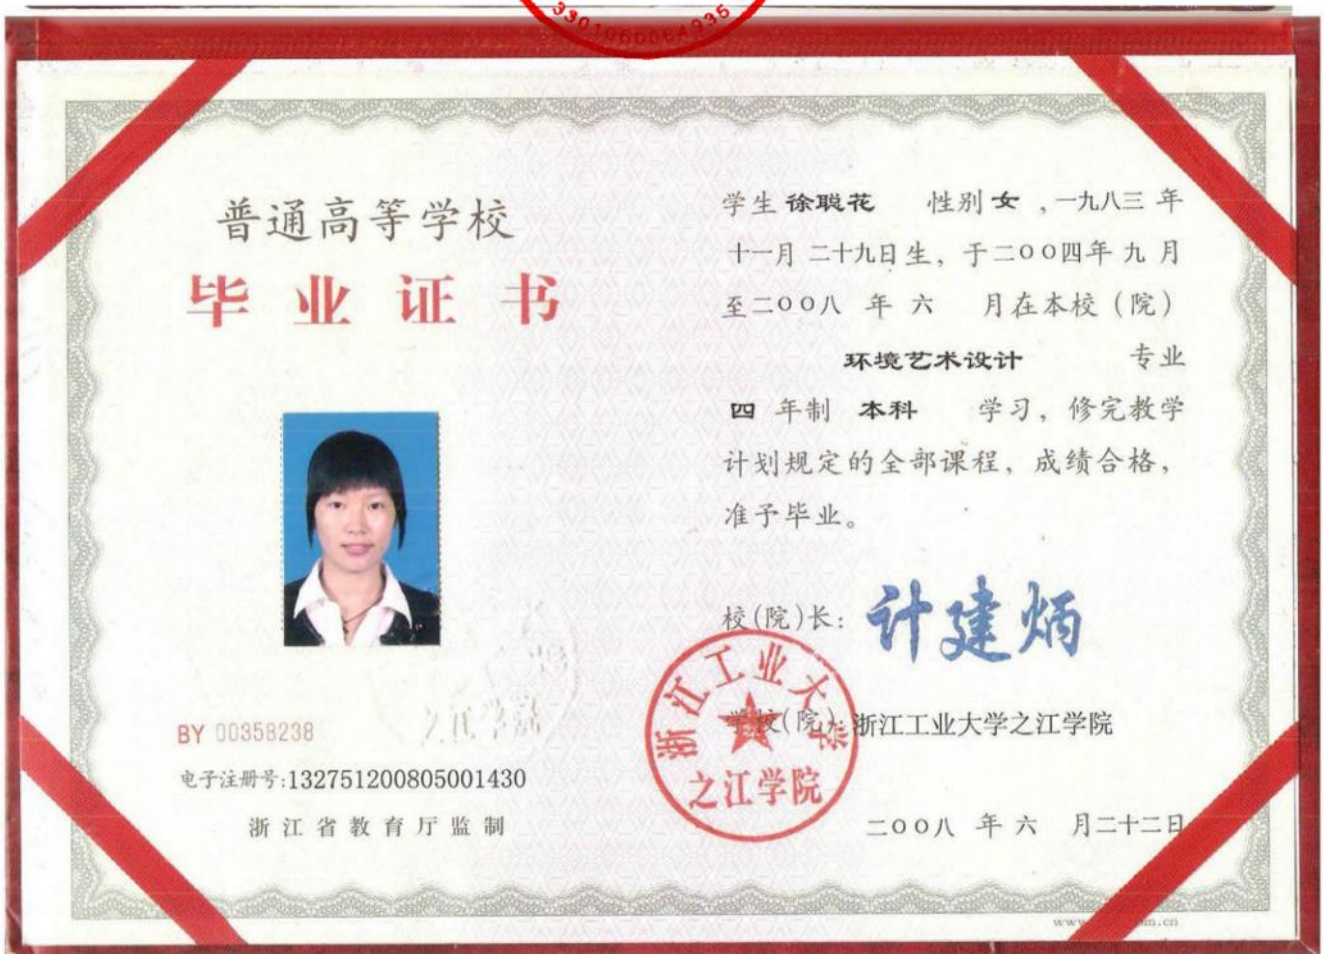 3301060064935
普通高等学校
毕业证书
BY 00358238
电子注册号:132751200805001430
浙江省教育厅监制
学生 徐聪花 性别 女 ,一九八三 年
十一月 二十九日生, 于二〇〇四年 九 月
至二〇〇八 年 六 月在本校 (院)
环境艺术设计 专业
四 年制 本科 学习, 修完教学
计划规定的全部课程, 成绩合格,
准予毕业。
校(院)长: 计建炳
浙江工业大学
之江学院
学校(院): 浙江工业大学之江学院
二〇〇八 年 六 月二十二日